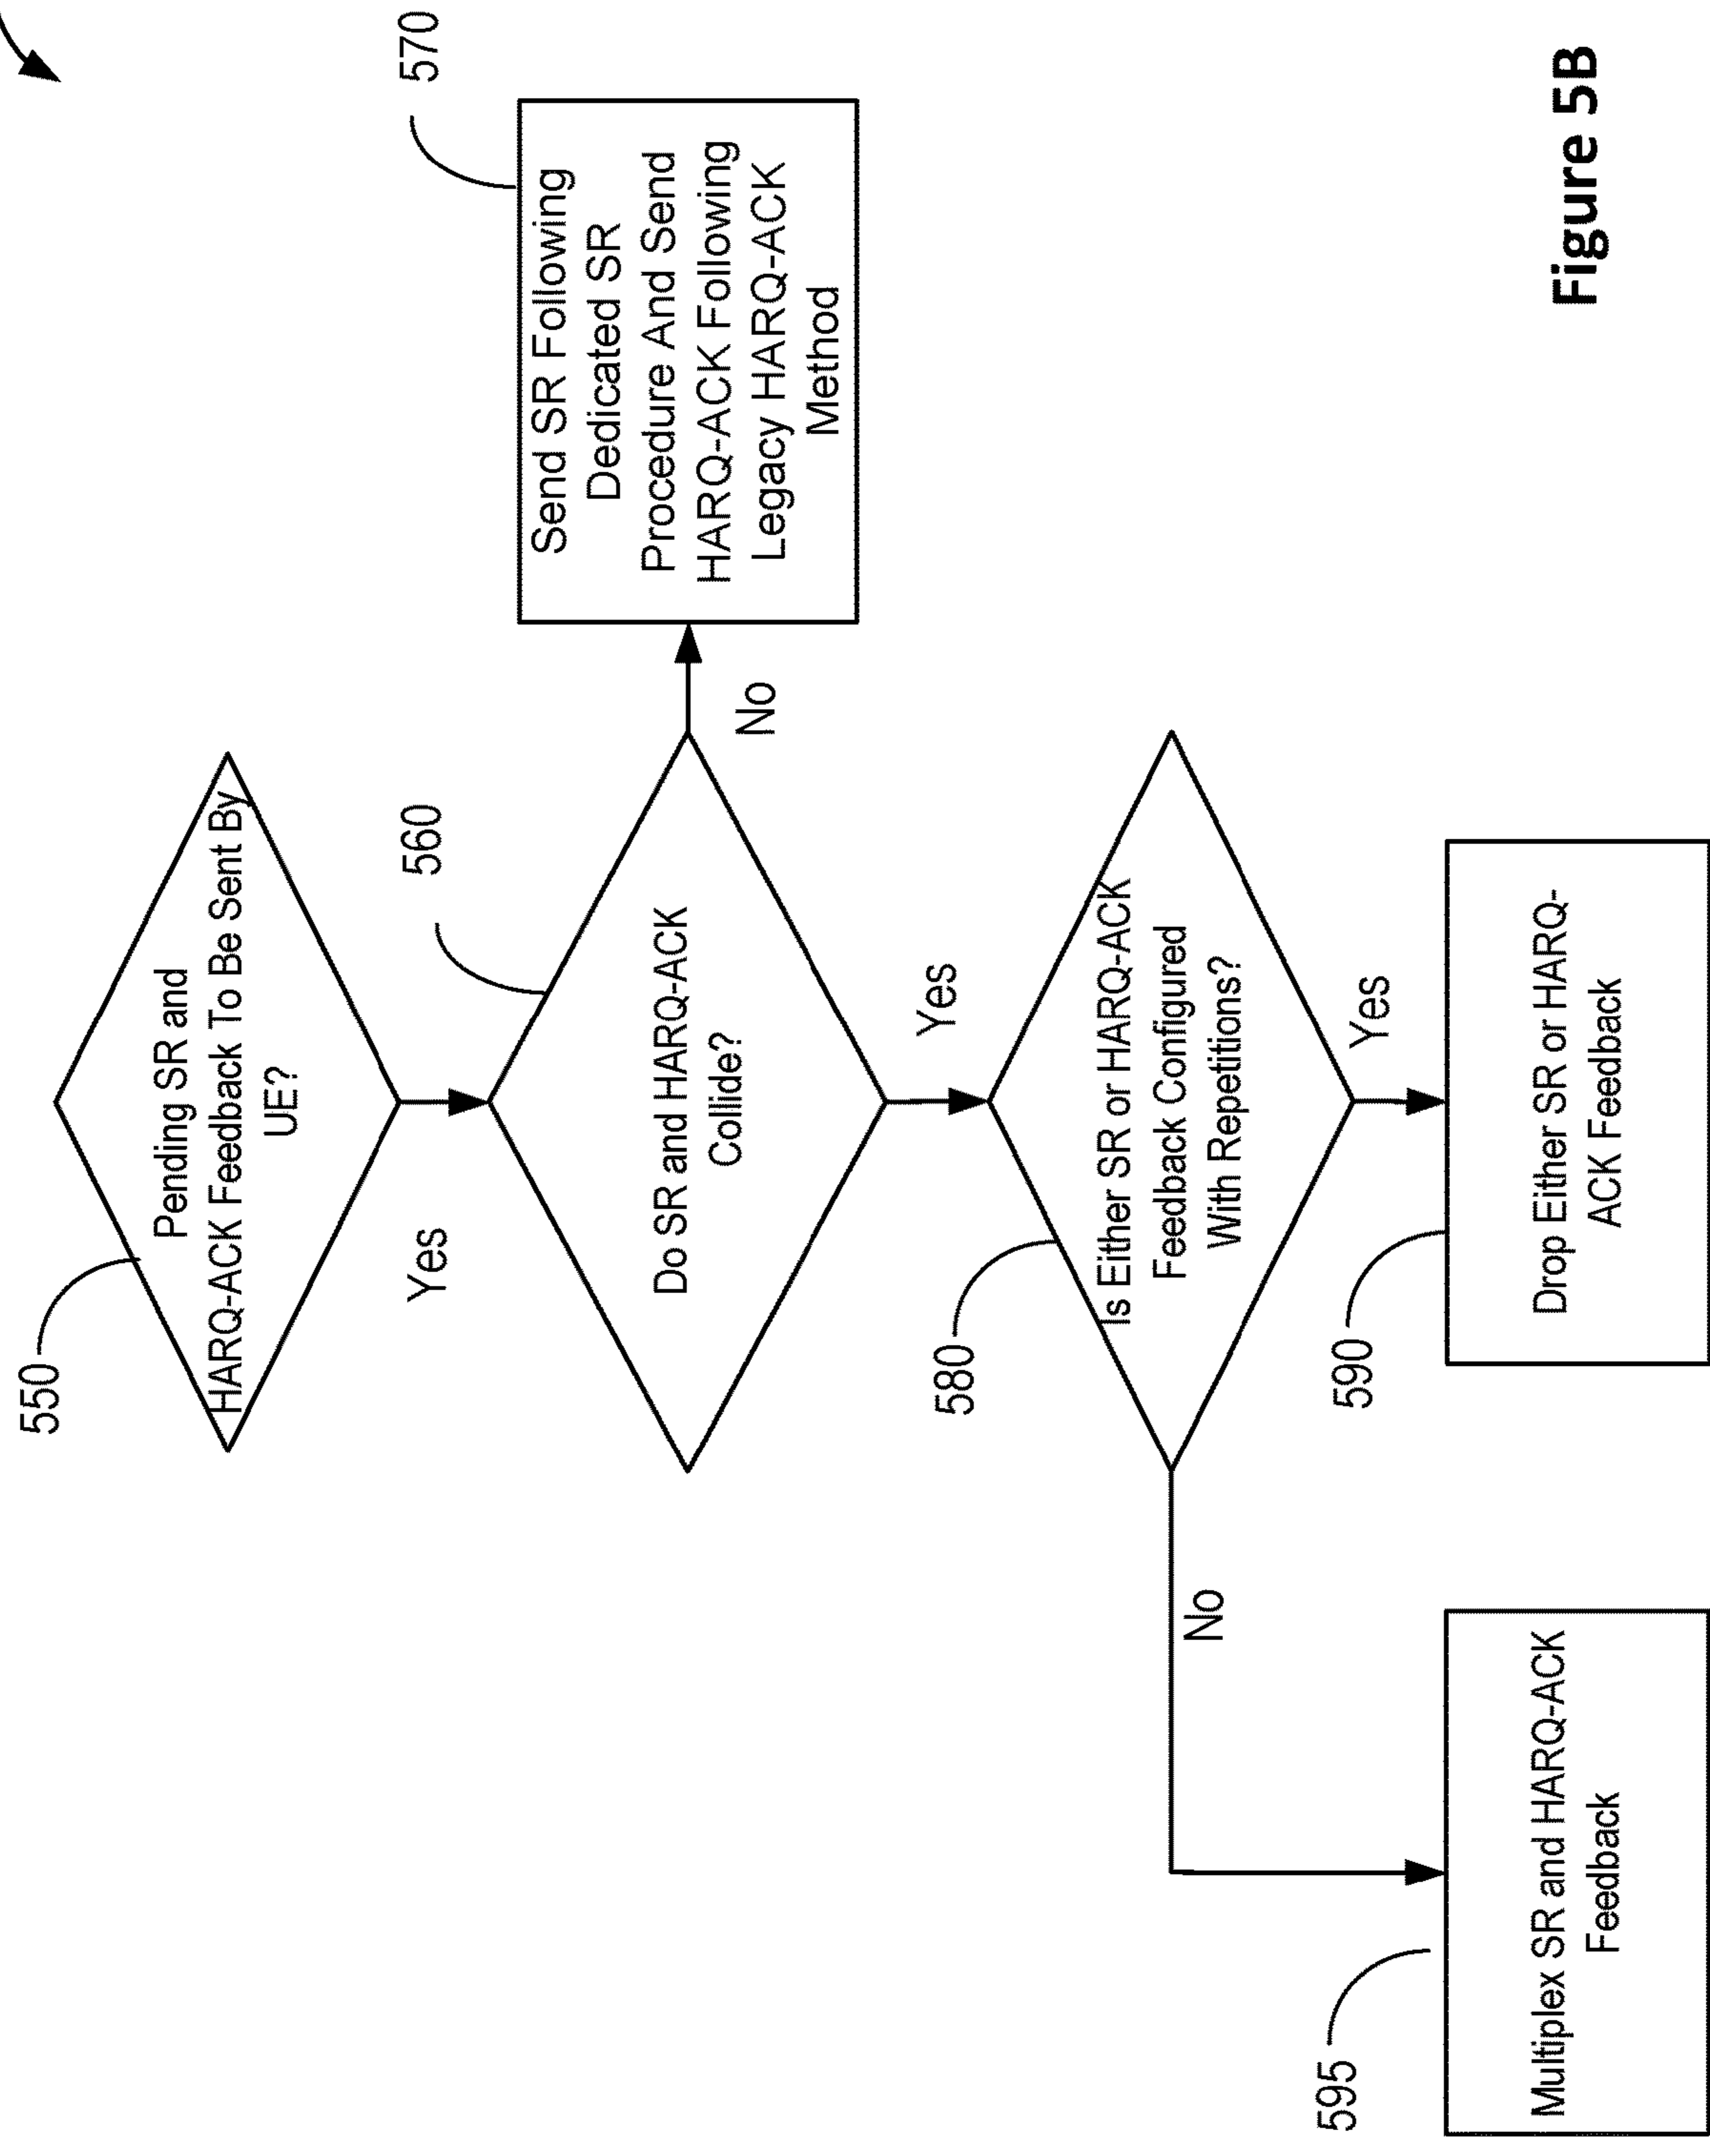 550
Pending SR and
HARQ-ACK Feedback To Be Sent By
UE?
Yes
560
Do SR and HARQ-ACK
Collide?
No
570
Send SR Following
Dedicated SR
Procedure And Send
HARQ-ACK Following
Legacy HARQ-ACK
Method
Yes
580
Is Either SR or HARQ-ACK
Feedback Configured
With Repetitions?
No
Yes
595
Multiplex SR and HARQ-ACK
Feedback
590
Drop Either SR or HARQ-
ACK Feedback
Figure 5B